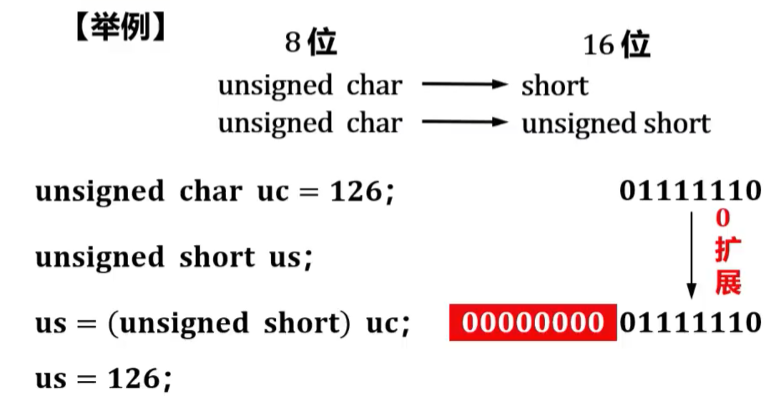 【举例】
8位 16位
unsigned char short
unsigned char unsigned short
unsigned char uc = 126; 01111110
0
扩
展
unsigned short us;
us = (unsigned short) uc; 00000000 01111110
us = 126;